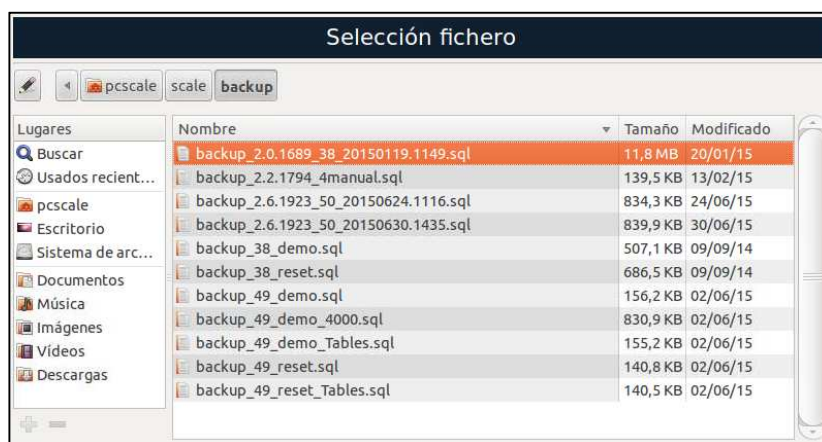 Selección fichero
pcscale scale backup
Lugares
Buscar
Usados recient...
pcscale
Escritorio
Sistema de arc...
Documentos
Música
Imágenes
Vídeos
Descargas
Nombre Tamaño Modificado
backup_2.0.1689_38_20150119.1149.sql 11,8 MB 20/01/15
backup_2.2.1794_4manual.sql 139,5 KB 13/02/15
backup_2.6.1923_50_20150624.1116.sql 834,3 KB 24/06/15
backup_2.6.1923_50_20150630.1435.sql 839,9 KB 30/06/15
backup_38_demo.sql 507,1 KB 09/09/14
backup_38_reset.sql 686,5 KB 09/09/14
backup_49_demo.sql 156,2 KB 02/06/15
backup_49_demo_4000.sql 830,9 KB 02/06/15
backup_49_demo_Tables.sql 155,2 KB 02/06/15
backup_49_reset.sql 140,8 KB 02/06/15
backup_49_reset_Tables.sql 140,5 KB 02/06/15